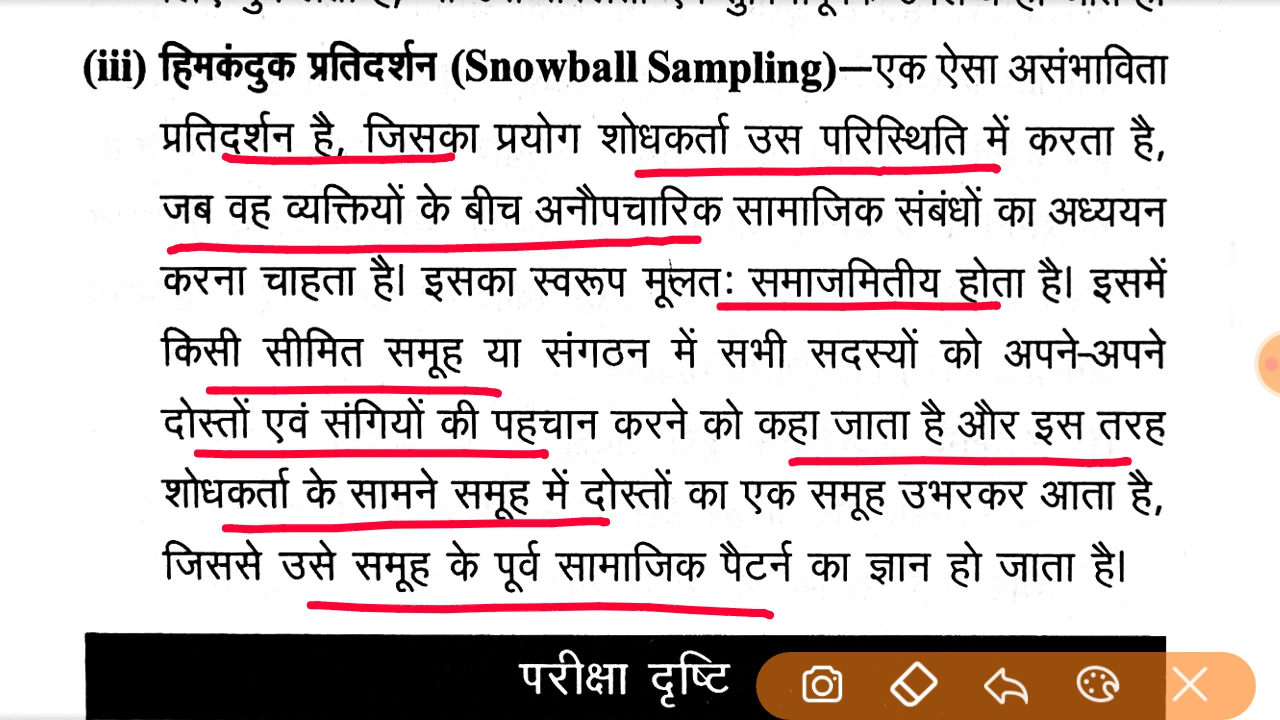 (iii) हिमकंदुक प्रतिदर्शन (Snowball Sampling)—एक ऐसा असंभाविता
प्रतिदर्शन है, जिसका प्रयोग शोधकर्ता उस परिस्थिति में करता है,
जब वह व्यक्तियों के बीच अनौपचारिक सामाजिक संबंधों का अध्ययन
करना चाहता है। इसका स्वरूप मूलतः समाजमितीय होता है। इसमें
किसी सीमित समूह या संगठन में सभी सदस्यों को अपने-अपने
दोस्तों एवं संगियों की पहचान करने को कहा जाता है और इस तरह
शोधकर्ता के सामने समूह में दोस्तों का एक समूह उभरकर आता है,
जिससे उसे समूह के पूर्व सामाजिक पैटर्न का ज्ञान हो जाता है।
परीक्षा दृष्टि